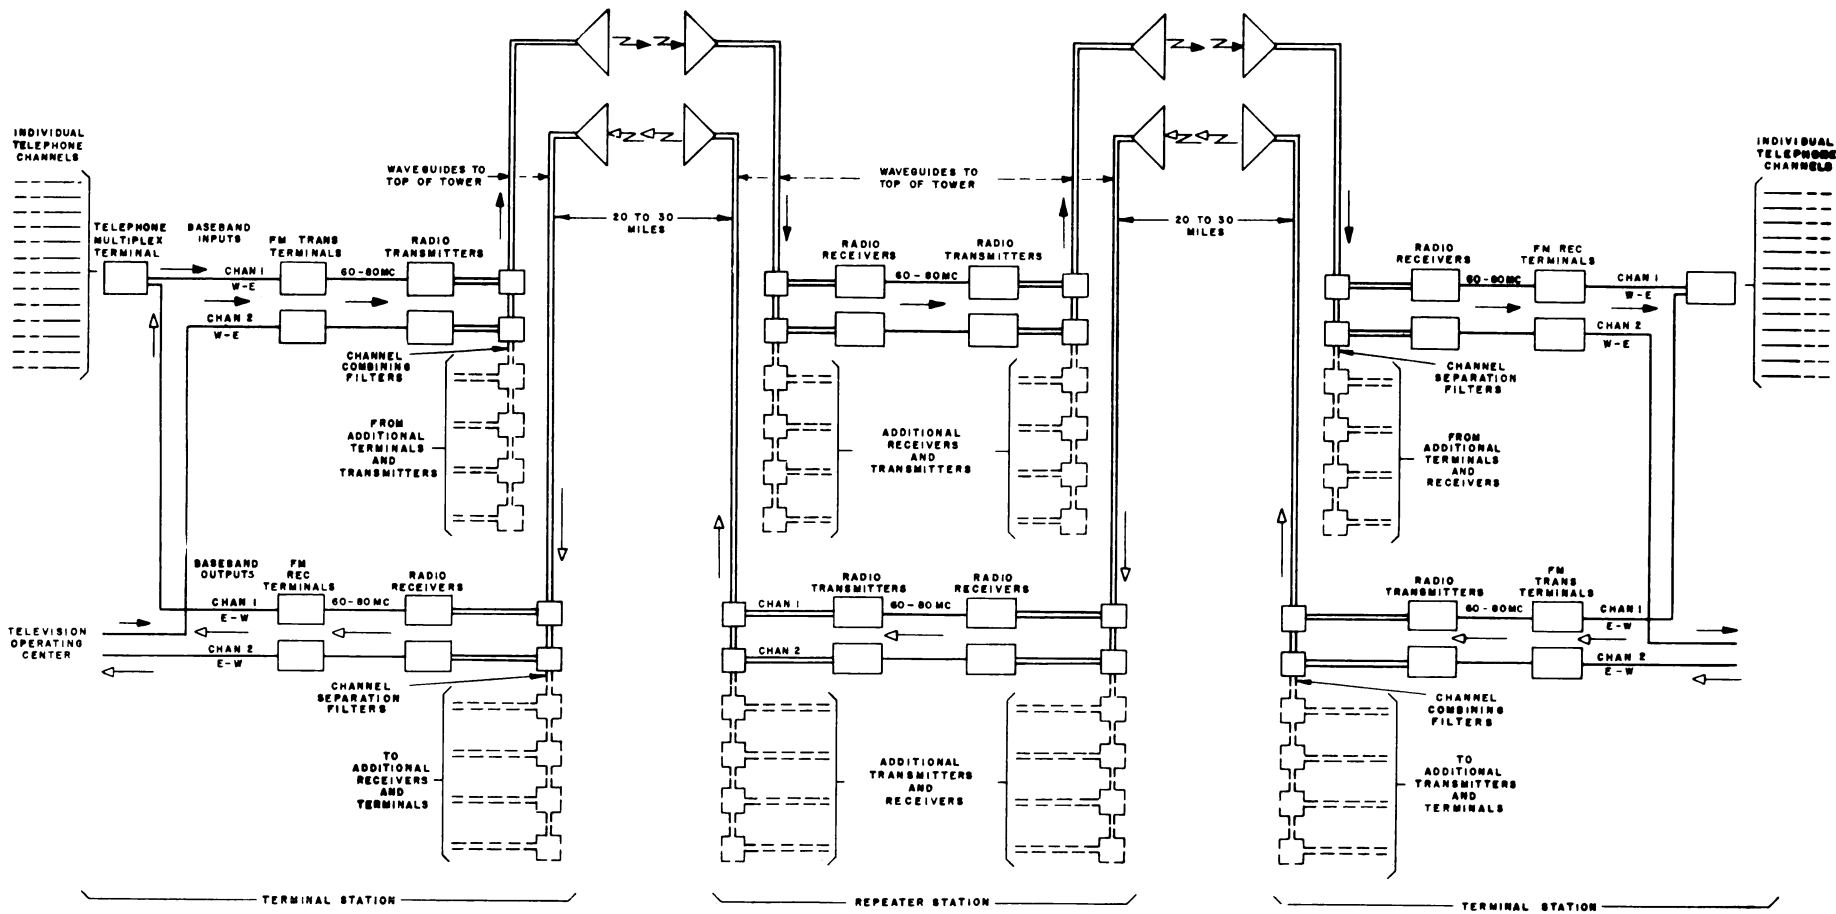 INDIVIDUAL
TELEPHONE
CHANNELS
TELEPHONE
MULTIPLEX
TERMINAL
BASEBAND
INPUTS
FM TRANS
TERMINALS
RADIO
TRANSMITTERS
CHAN 1
W-E
60-80MC
CHAN 2
W-E
CHANNEL
COMBINING
FILTERS
FROM
ADDITIONAL
TERMINALS
AND
TRANSMITTERS
WAVEGUIDES TO
TOP OF TOWER
20 TO 30
MILES
BASEBAND
OUTPUTS
FM
REC
TERMINALS
RADIO
RECEIVERS
CHAN 1
E-W
60-80MC
CHAN 2
E-W
TELEVISION
OPERATING
CENTER
CHANNEL
SEPARATION
FILTERS
TO
ADDITIONAL
RECEIVERS
AND
TERMINALS
TERMINAL STATION
WAVEGUIDES TO
TOP OF TOWER
RADIO
RECEIVERS
60-80MC
RADIO
TRANSMITTERS
ADDITIONAL
RECEIVERS
AND
TRANSMITTERS
CHAN 1
RADIO
TRANSMITTERS
60-80MC
RADIO
RECEIVERS
CHAN 2
ADDITIONAL
TRANSMITTERS
AND
RECEIVERS
REPEATER STATION
20 TO 30
MILES
RADIO
RECEIVERS
60-80MC
FM REC
TERMINALS
CHAN 1
W-E
CHAN 2
W-E
INDIVIDUAL
TELEPHONE
CHANNELS
CHANNEL
SEPARATION
FILTERS
FROM
ADDITIONAL
TERMINALS
AND
RECEIVERS
RADIO
TRANSMITTERS
60-80MC
FM
TRANS
TERMINALS
CHAN 1
E-W
CHAN 2
E-W
CHANNEL
COMBINING
FILTERS
TO
ADDITIONAL
TRANSMITTERS
AND
TERMINALS
TERMINAL STATION